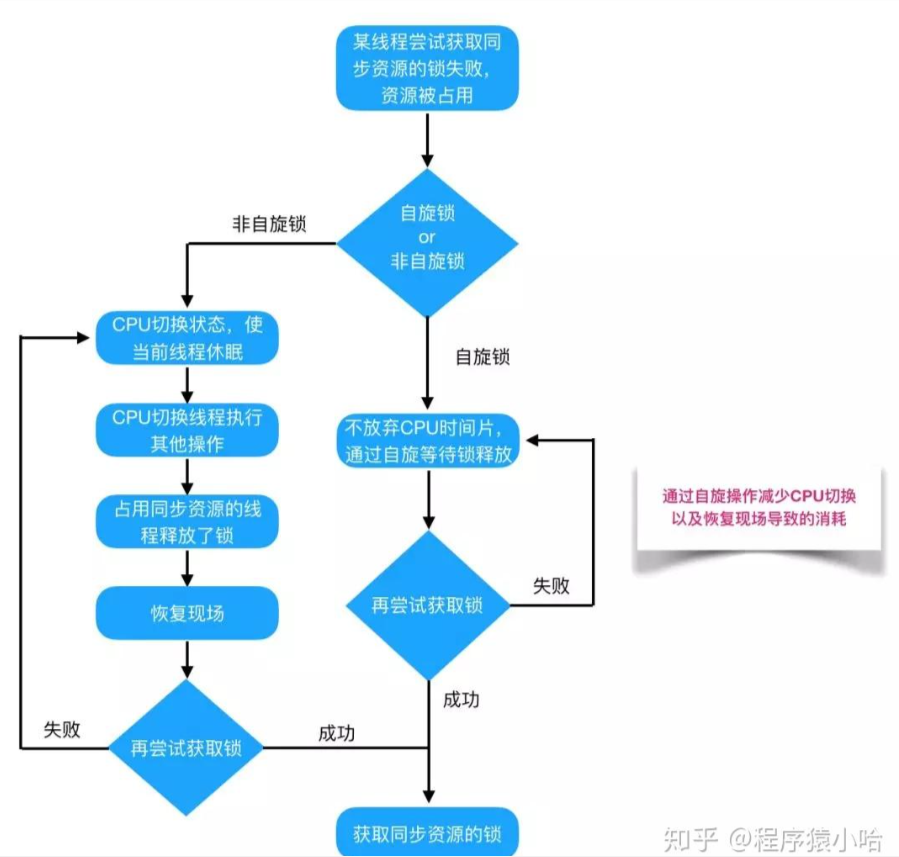 某线程尝试获取同
步资源的锁失败，
资源被占用
自旋锁
or
非自旋锁
非自旋锁
自旋锁
CPU切换状态，使
当前线程休眠
CPU切换线程执行
其他操作
占用同步资源的线
程释放了锁
恢复现场
再尝试获取锁
失败
成功
不放弃CPU时间片，
通过自旋等待锁释放
再尝试获取锁
失败
成功
获取同步资源的锁
通过自旋操作减少CPU切换
以及恢复现场导致的消耗
知乎 @程序猿小哈